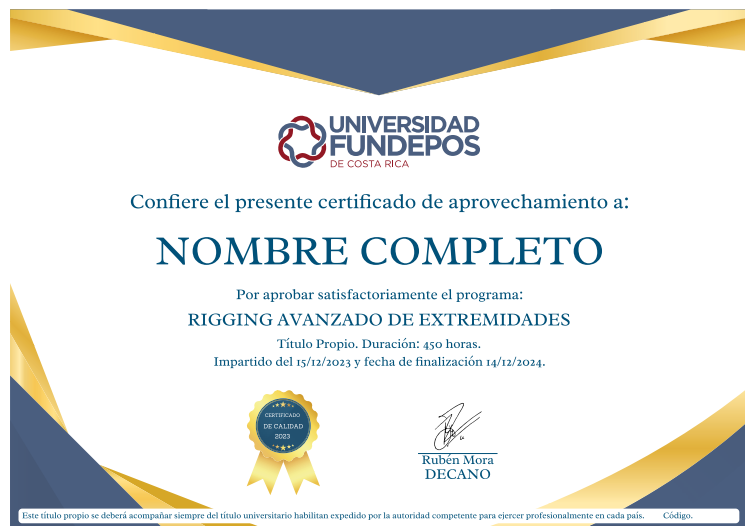 UNIVERSIDAD
FUNDEPOS
DE COSTA RICA
Confiere el presente certificado de aprovechamiento a:
NOMBRE COMPLETO
Por aprobar satisfactoriamente el programa:
RIGGING AVANZADO DE EXTREMIDADES
Título Propio. Duración: 450 horas.
Impartido del 15/12/2023 y fecha de finalización 14/12/2024.
CERTIFICADO
DE CALIDAD
2023
Rubén Mora
DECANO
Este título propio se deberá acompañar siempre del título universitario habilitan expedido por la autoridad competente para ejercer profesionalmente en cada país. Código.